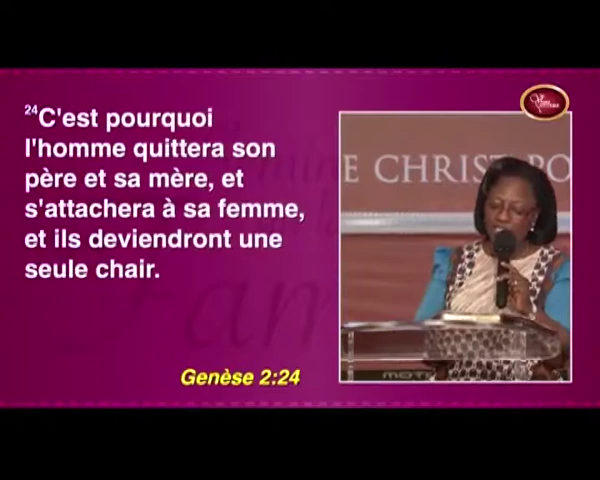 24C'est pourquoi
l'homme quittera son
père et sa mère, et
s'attachera à sa femme,
et ils deviendront une
seule chair.
Genèse 2:24
E CHRIST PO